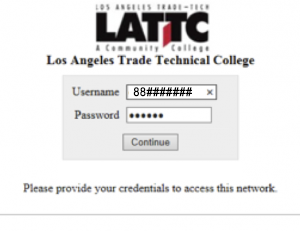 LOS ANGELES TRADE-TECH
LATTC
A Community College
Los Angeles Trade Technical College
Username 88####### ×
Password ••••••
Continue
Please provide your credentials to access this network.